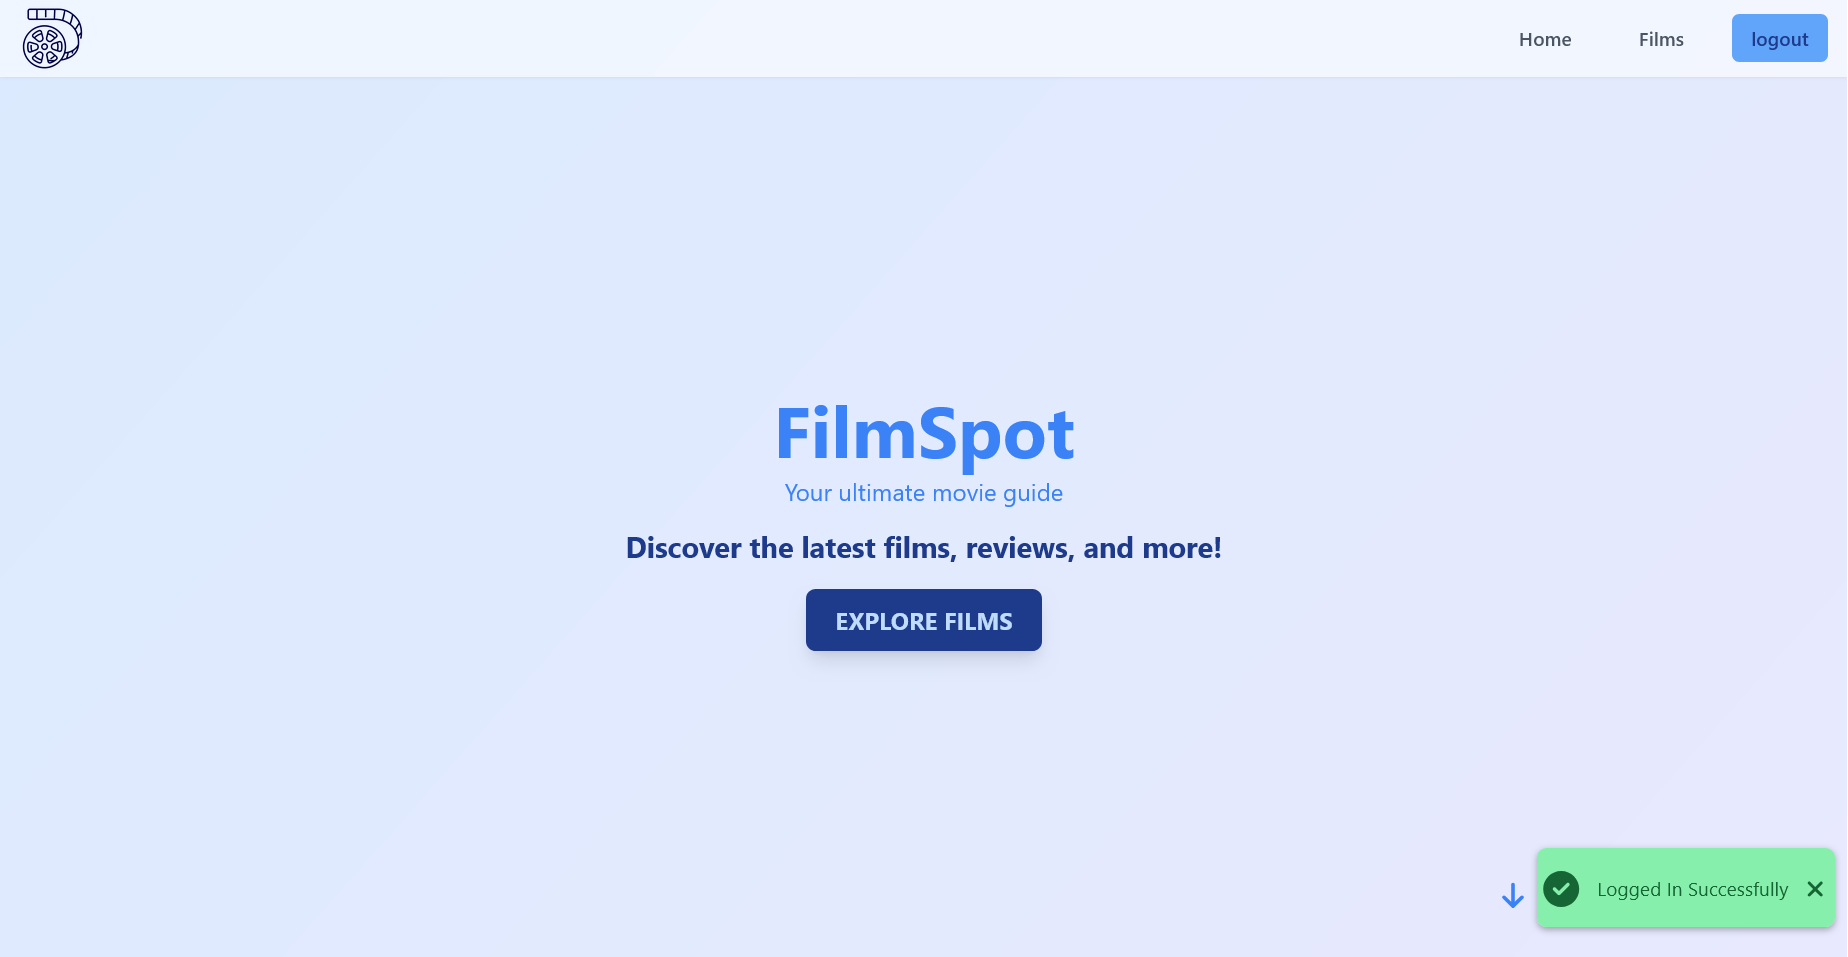 Home
Films
logout
FilmSpot
Your ultimate movie guide
Discover the latest films, reviews, and more!
EXPLORE FILMS
Logged In Successfully